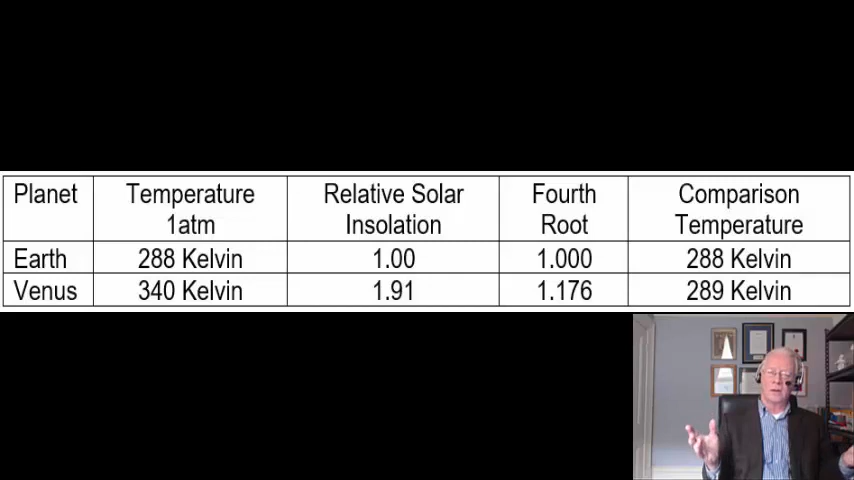 Planet Temperature 1atm Relative Solar Insolation Fourth Root Comparison Temperature
Earth 288 Kelvin 1.00 1.000 288 Kelvin
Venus 340 Kelvin 1.91 1.176 289 Kelvin